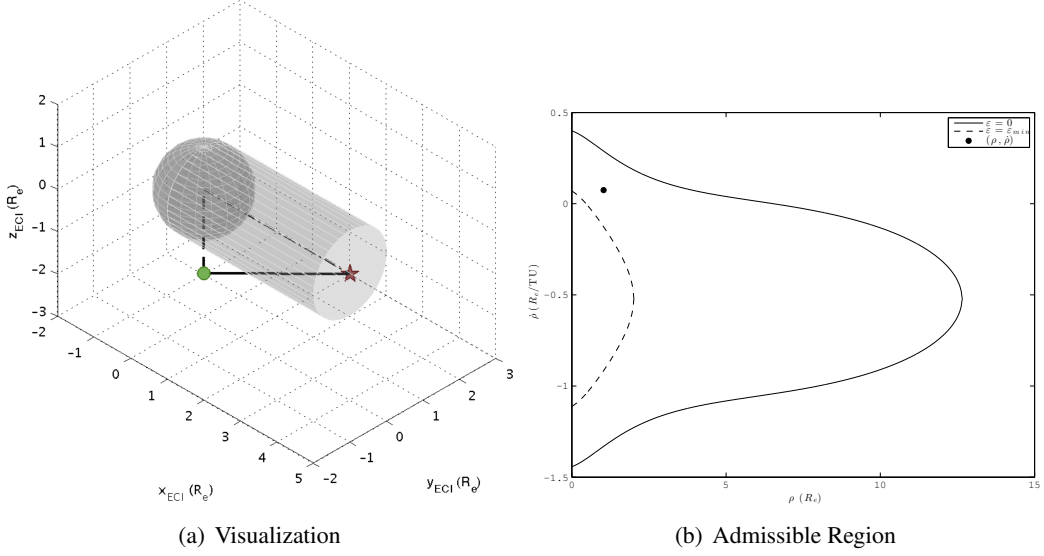 2
1
0
−1
−2
−3
z_ECI (R_e)
−2
−1
0
1
2
3
4
5
x_ECI (R_e)
−2
−1
0
1
2
3
y_ECI (R_e)
(a) Visualization
0.5
0
−0.5
−1
−1.5
ρ̇ (R_e/TU)
0
5
10
15
ρ (R_e)
ε = 0
ε = ε_min
(ρ, ρ̇)
(b) Admissible Region